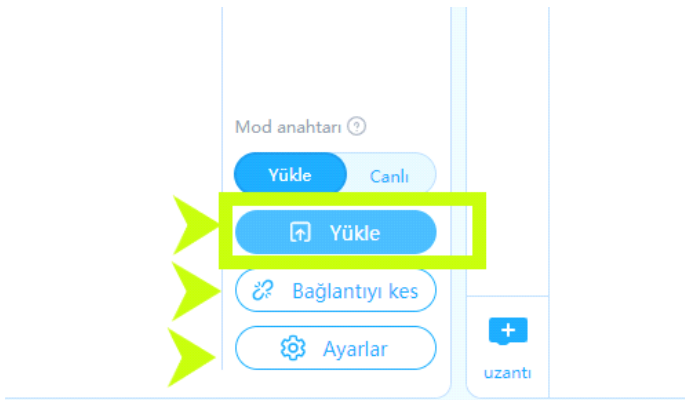 Mod anahtarı ?
Yükle Canlı
Yükle
Bağlantıyı kes
Ayarlar
uzantı